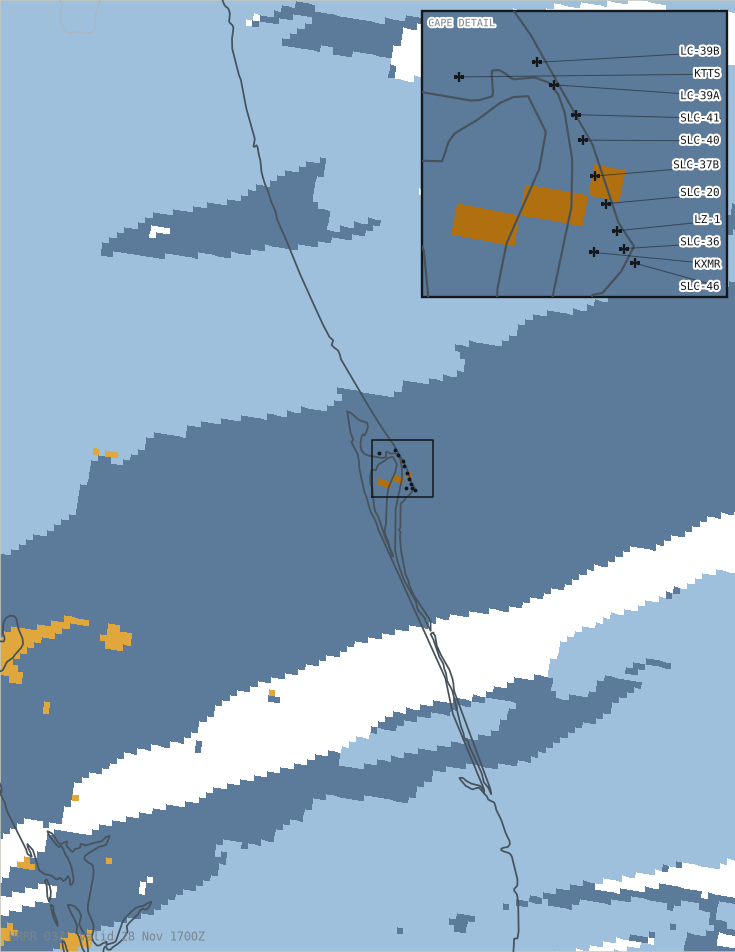 CAPE DETAIL
LC-39B
KTTS
LC-39A
SLC-41
SLC-40
SLC-37B
SLC-20
LZ-1
SLC-36
KXMR
SLC-46
valid 28 Nov 1700Z